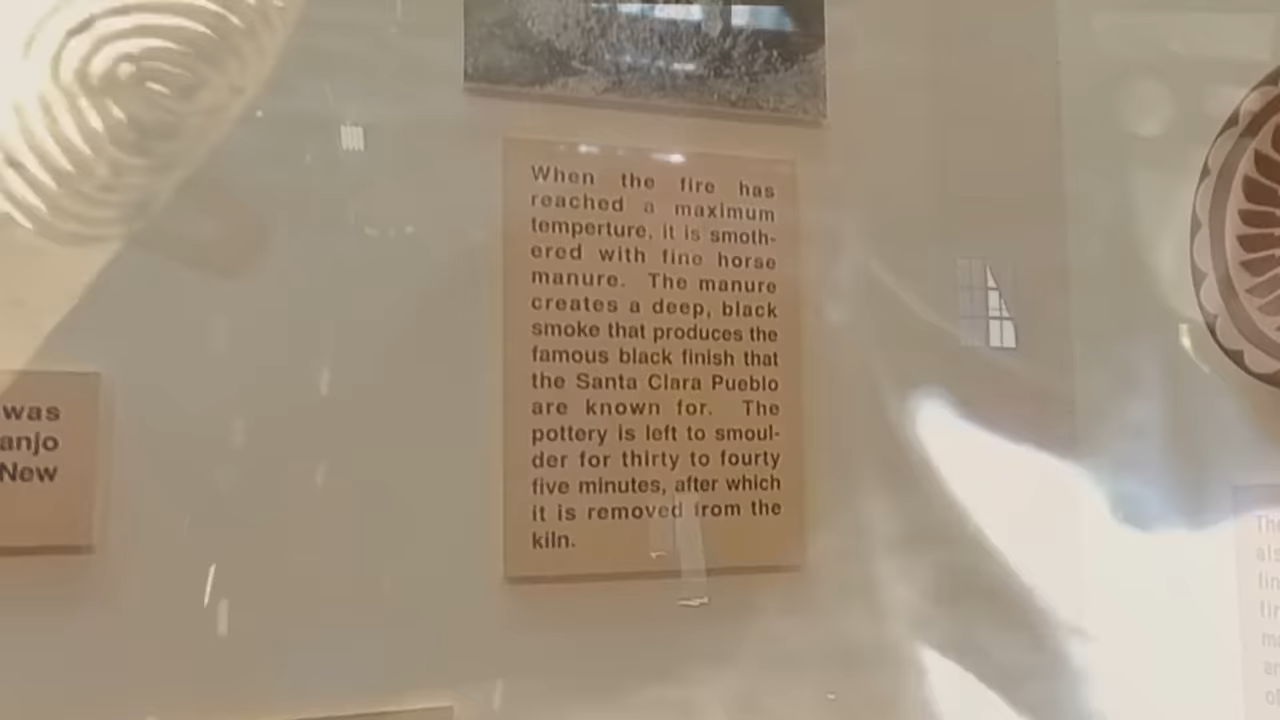 When the fire has
reached a maximum
temperture, it is smoth-
ered with fine horse
manure. The manure
creates a deep, black
smoke that produces the
famous black finish that
the Santa Clara Pueblo
are known for. The
pottery is left to smoul-
der for thirty to fourty
five minutes, after which
it is removed from the
kiln.
was
anjo
New